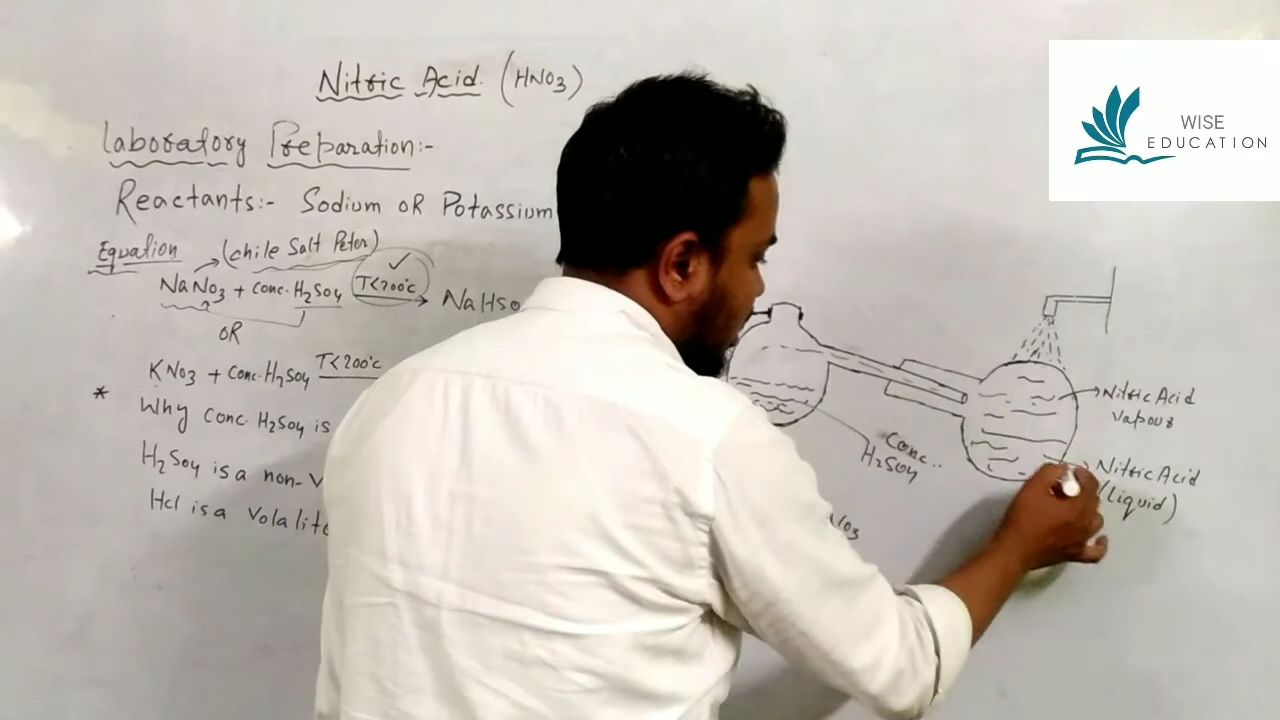 Nitric Acid (HNO3)
Laboratory Preparation:-
Reactants:- Sodium OR Potassium
Equation (chile Salt Peter)
NaNO3 + conc. H2SO4 T<200°c → NaHSO
OR
KNO3 + Conc. H2SO4 T<200°c
* Why Conc. H2SO4 is
H2SO4 is a non-V
Hcl is a Volalite
Conc..
H2SO4
NO3
Nitric Acid
Vapour
Nitric Acid
(Liquid)
WISE
EDUCATION